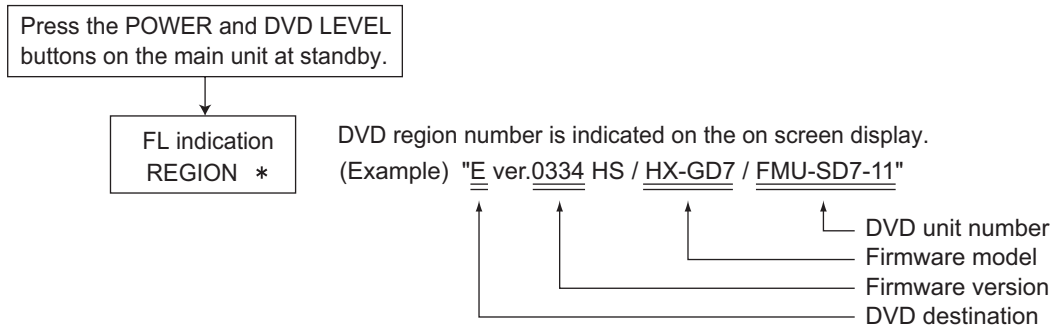 Press the POWER and DVD LEVEL
buttons on the main unit at standby.
FL indication
REGION *
DVD region number is indicated on the on screen display.
(Example) "E ver.0334 HS / HX-GD7 / FMU-SD7-11"
DVD unit number
Firmware model
Firmware version
DVD destination